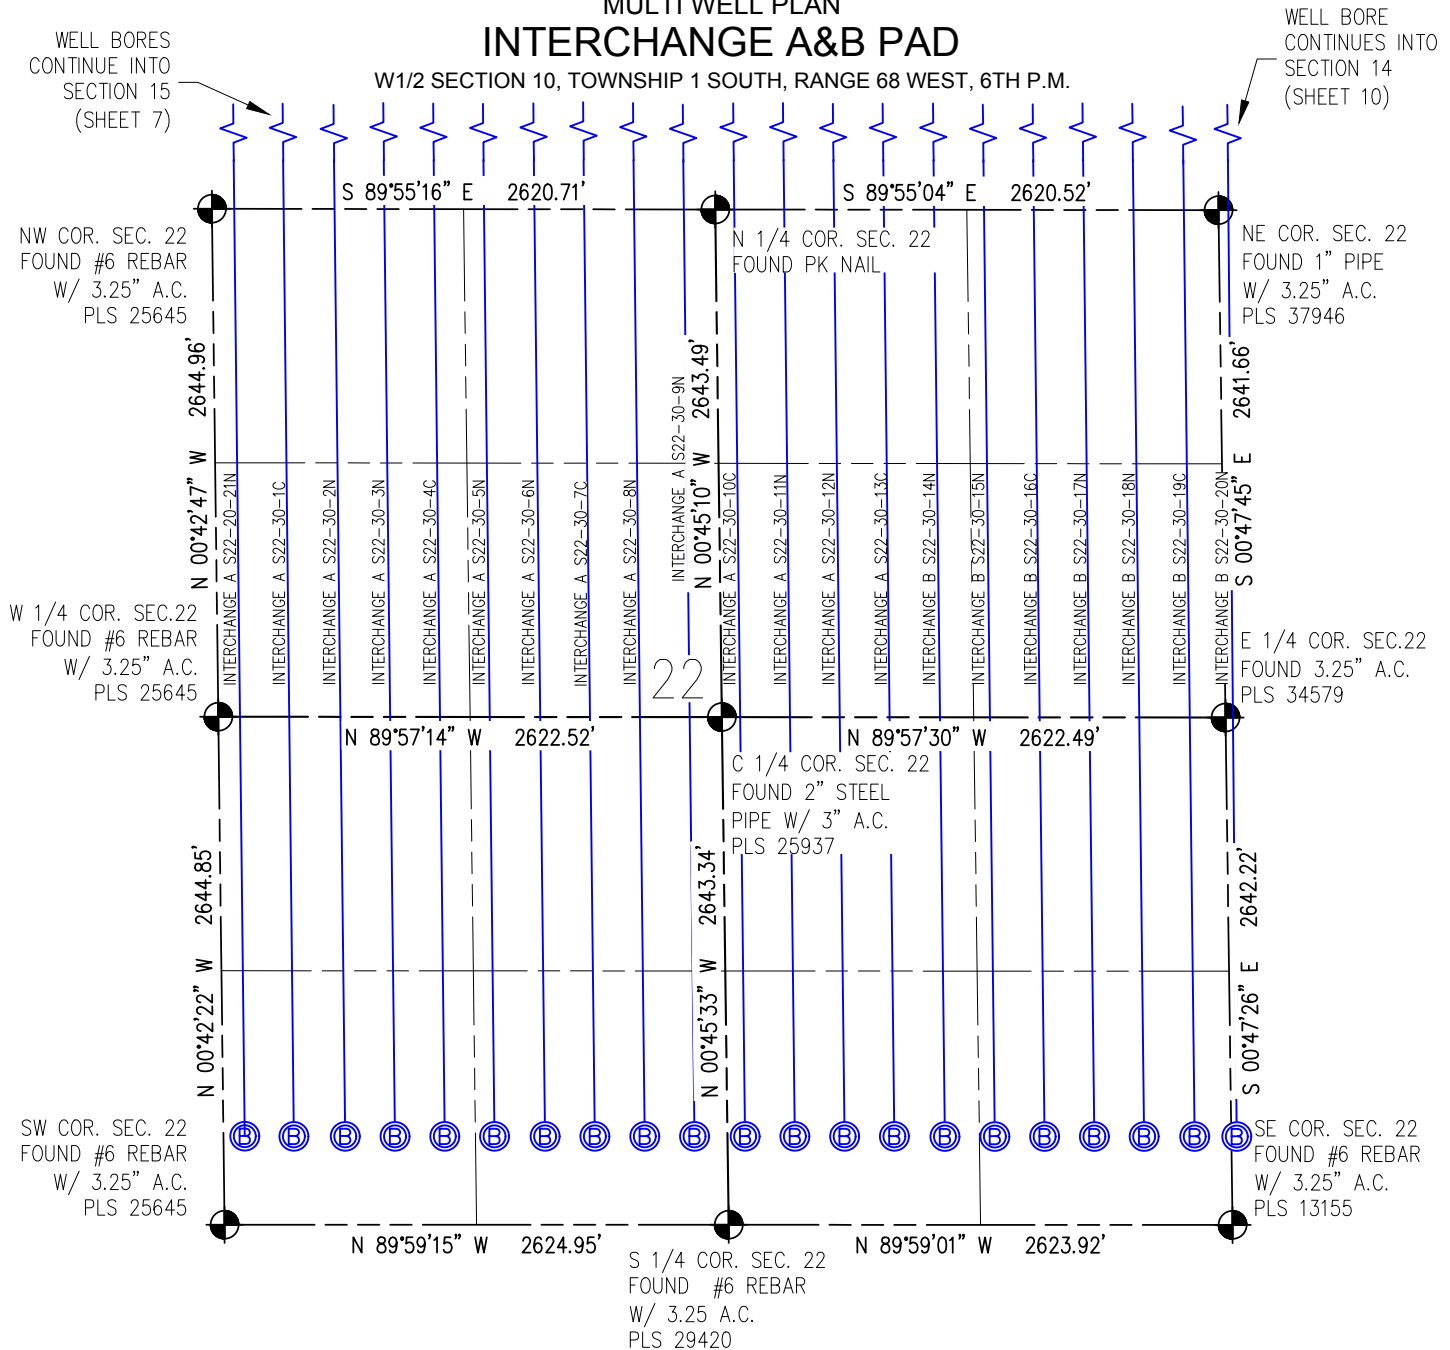 MULTI WELL PLAN
INTERCHANGE A&B PAD
W1/2 SECTION 10, TOWNSHIP 1 SOUTH, RANGE 68 WEST, 6TH P.M.
WELL BORES
CONTINUE INTO
SECTION 15
(SHEET 7)
WELL BORE
CONTINUES INTO
SECTION 14
(SHEET 10)
S 89°55'16" E 2620.71'
S 89°55'04" E 2620.52'
NW COR. SEC. 22
FOUND #6 REBAR
W/ 3.25" A.C.
PLS 25645
N 1/4 COR. SEC. 22
FOUND PK NAIL
NE COR. SEC. 22
FOUND 1" PIPE
W/ 3.25" A.C.
PLS 37946
N 00°42'47" W 2644.96'
N 00°45'10" W 2643.49'
S 00°47'45" E 2641.66'
INTERCHANGE A S22-20-21N
INTERCHANGE A S22-30-1C
INTERCHANGE A S22-30-2N
INTERCHANGE A S22-30-3N
INTERCHANGE A S22-30-4C
INTERCHANGE A S22-30-5N
INTERCHANGE A S22-30-6N
INTERCHANGE A S22-30-7C
INTERCHANGE A S22-30-8N
INTERCHANGE A S22-30-9N
INTERCHANGE A S22-30-10C
INTERCHANGE A S22-30-11N
INTERCHANGE A S22-30-12N
INTERCHANGE A S22-30-13C
INTERCHANGE B S22-30-14N
INTERCHANGE B S22-30-15N
INTERCHANGE B S22-30-16C
INTERCHANGE B S22-30-17N
INTERCHANGE B S22-30-18N
INTERCHANGE B S22-30-19C
INTERCHANGE B S22-30-20N
22
W 1/4 COR. SEC.22
FOUND #6 REBAR
W/ 3.25" A.C.
PLS 25645
E 1/4 COR. SEC.22
FOUND 3.25" A.C.
PLS 34579
N 89°57'14" W 2622.52'
N 89°57'30" W 2622.49'
C 1/4 COR. SEC. 22
FOUND 2" STEEL
PIPE W/ 3" A.C.
PLS 25937
N 00°42'22" W 2644.85'
N 00°45'33" W 2643.34'
S 00°47'26" E 2642.22'
B B B B B B B B B B B B B B B B B B B B B
SW COR. SEC. 22
FOUND #6 REBAR
W/ 3.25" A.C.
PLS 25645
SE COR. SEC. 22
FOUND #6 REBAR
W/ 3.25" A.C.
PLS 13155
N 89°59'15" W 2624.95'
N 89°59'01" W 2623.92'
S 1/4 COR. SEC. 22
FOUND #6 REBAR
W/ 3.25 A.C.
PLS 29420